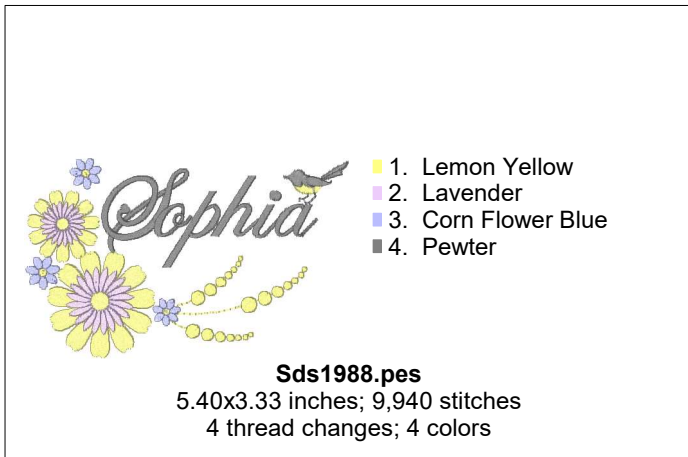 Sophia
1. Lemon Yellow
2. Lavender
3. Corn Flower Blue
4. Pewter
Sds1988.pes
5.40x3.33 inches; 9,940 stitches
4 thread changes; 4 colors